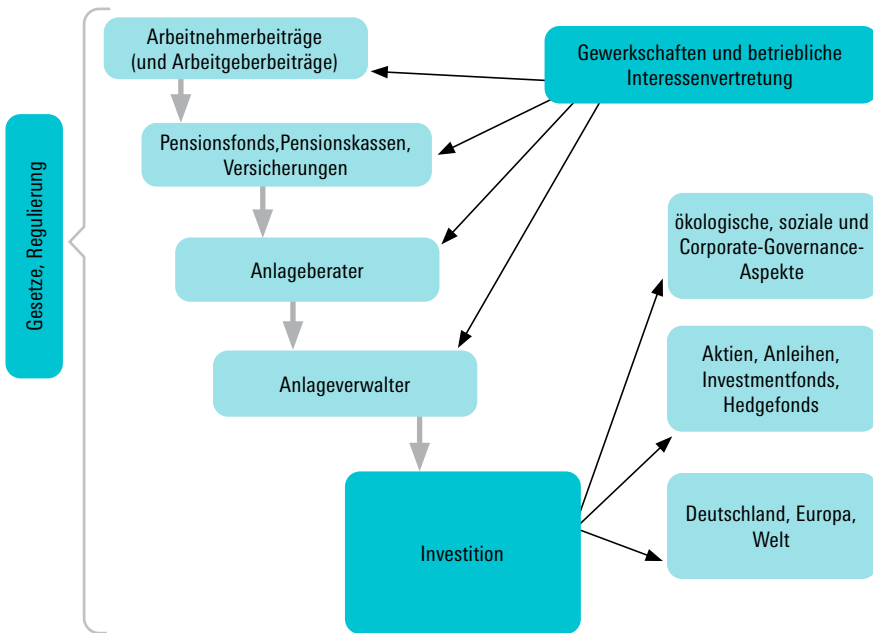 Arbeitnehmerbeiträge
(und Arbeitgeberbeiträge)
Gewerkschaften und betriebliche
Interessenvertretung
Gesetze, Regulierung
Pensionsfonds,Pensionskassen,
Versicherungen
Anlageberater
Anlageverwalter
Investition
ökologische, soziale und
Corporate-Governance-
Aspekte
Aktien, Anleihen,
Investmentfonds,
Hedgefonds
Deutschland, Europa,
Welt